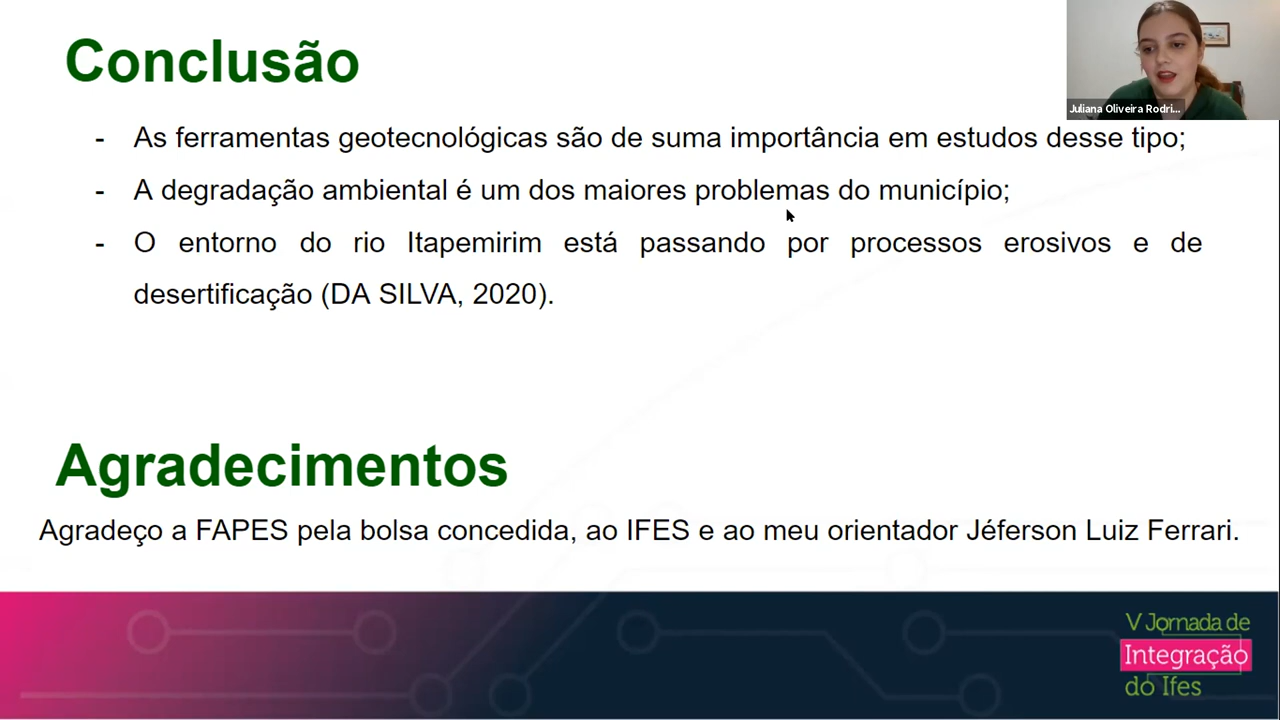 Conclusão
Juliana Oliveira Rodri...
- As ferramentas geotecnológicas são de suma importância em estudos desse tipo;
- A degradação ambiental é um dos maiores problemas do município;
- O entorno do rio Itapemirim está passando por processos erosivos e de
desertificação (DA SILVA, 2020).
Agradecimentos
Agradeço a FAPES pela bolsa concedida, ao IFES e ao meu orientador Jéferson Luiz Ferrari.
V Jornada de
Integração
do Ifes